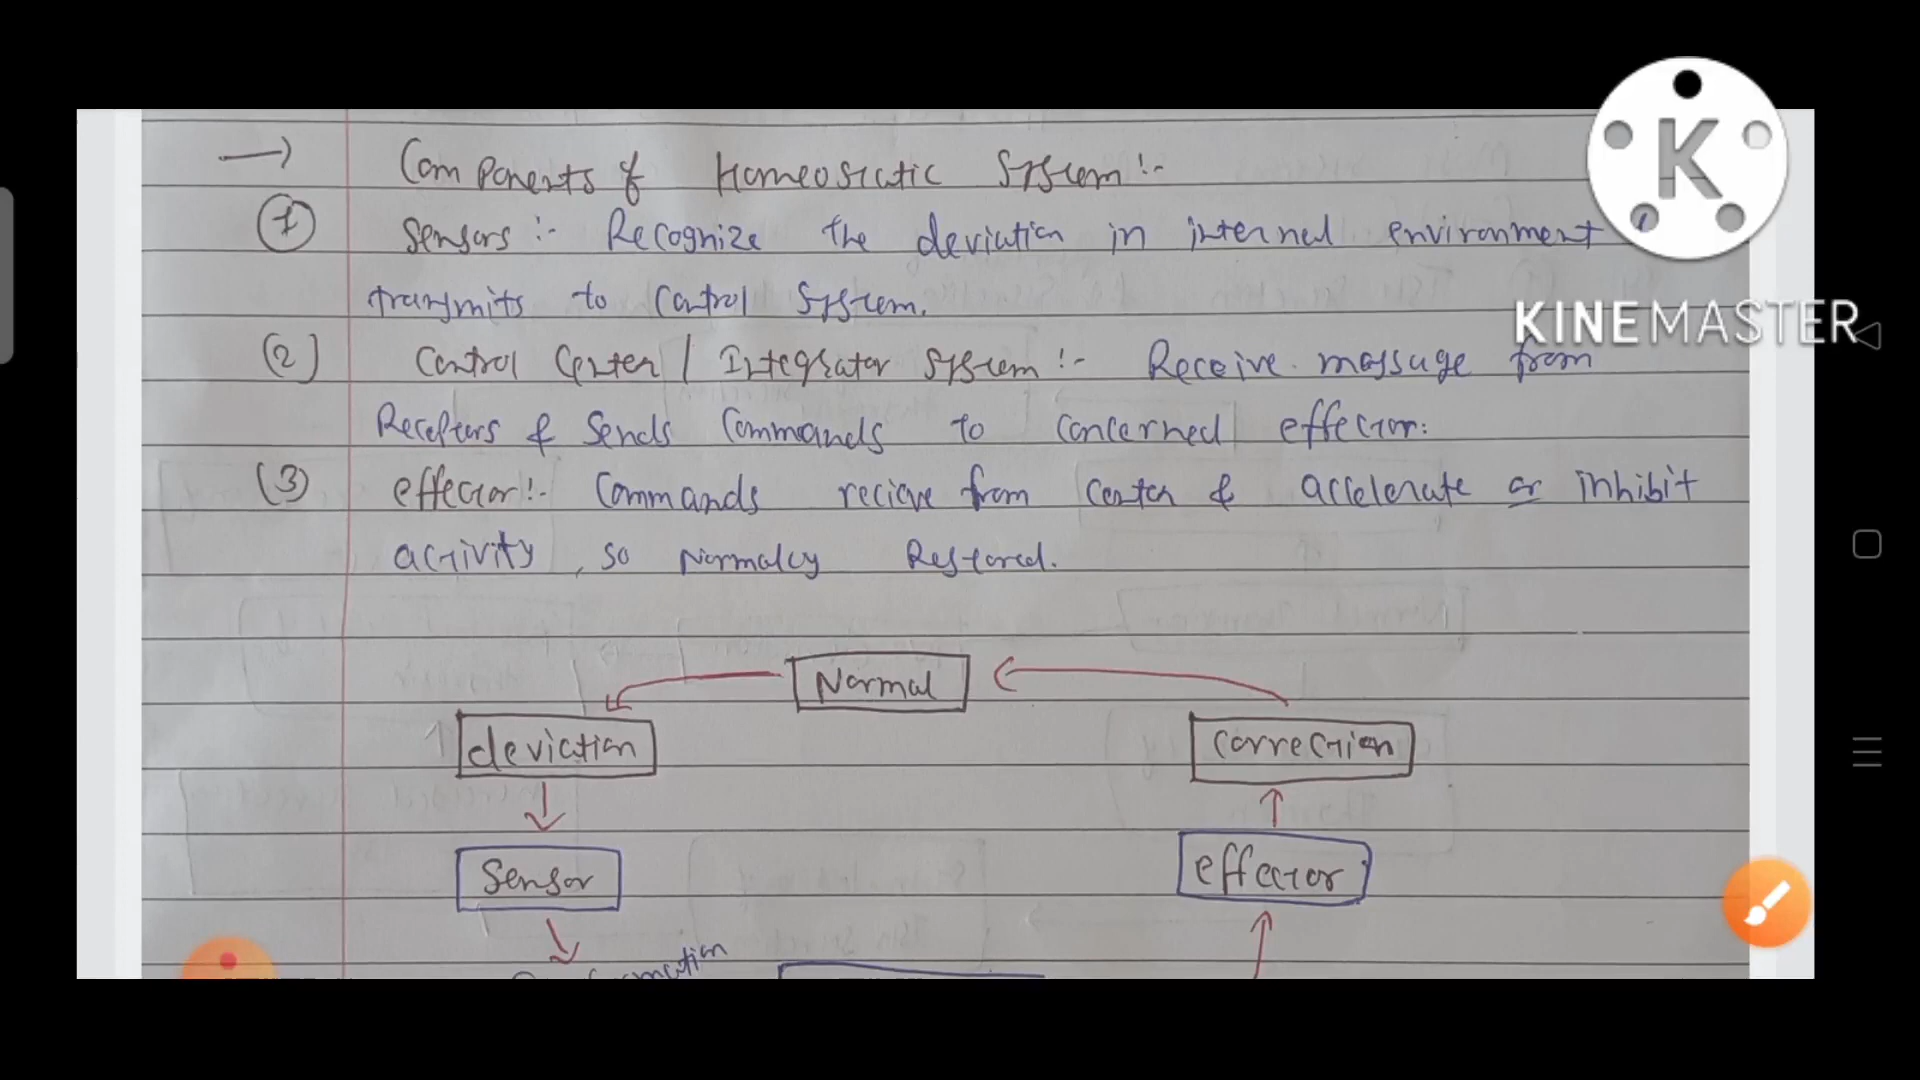 → Components of Homeostatic System :-
① Sensors :- Recognize the deviation in internal environment
transmits to control System.
(2) Control Center / Integrator System :- Receive massage from
Receptors & Sends Commands to Concerned effector.
(3) effector :- Commands recieve from Center & accelerate or inhibit
activity, so Normalcy Restored.
Normal
deviation
Correction
Sensor
effector
K
KINEMASTER